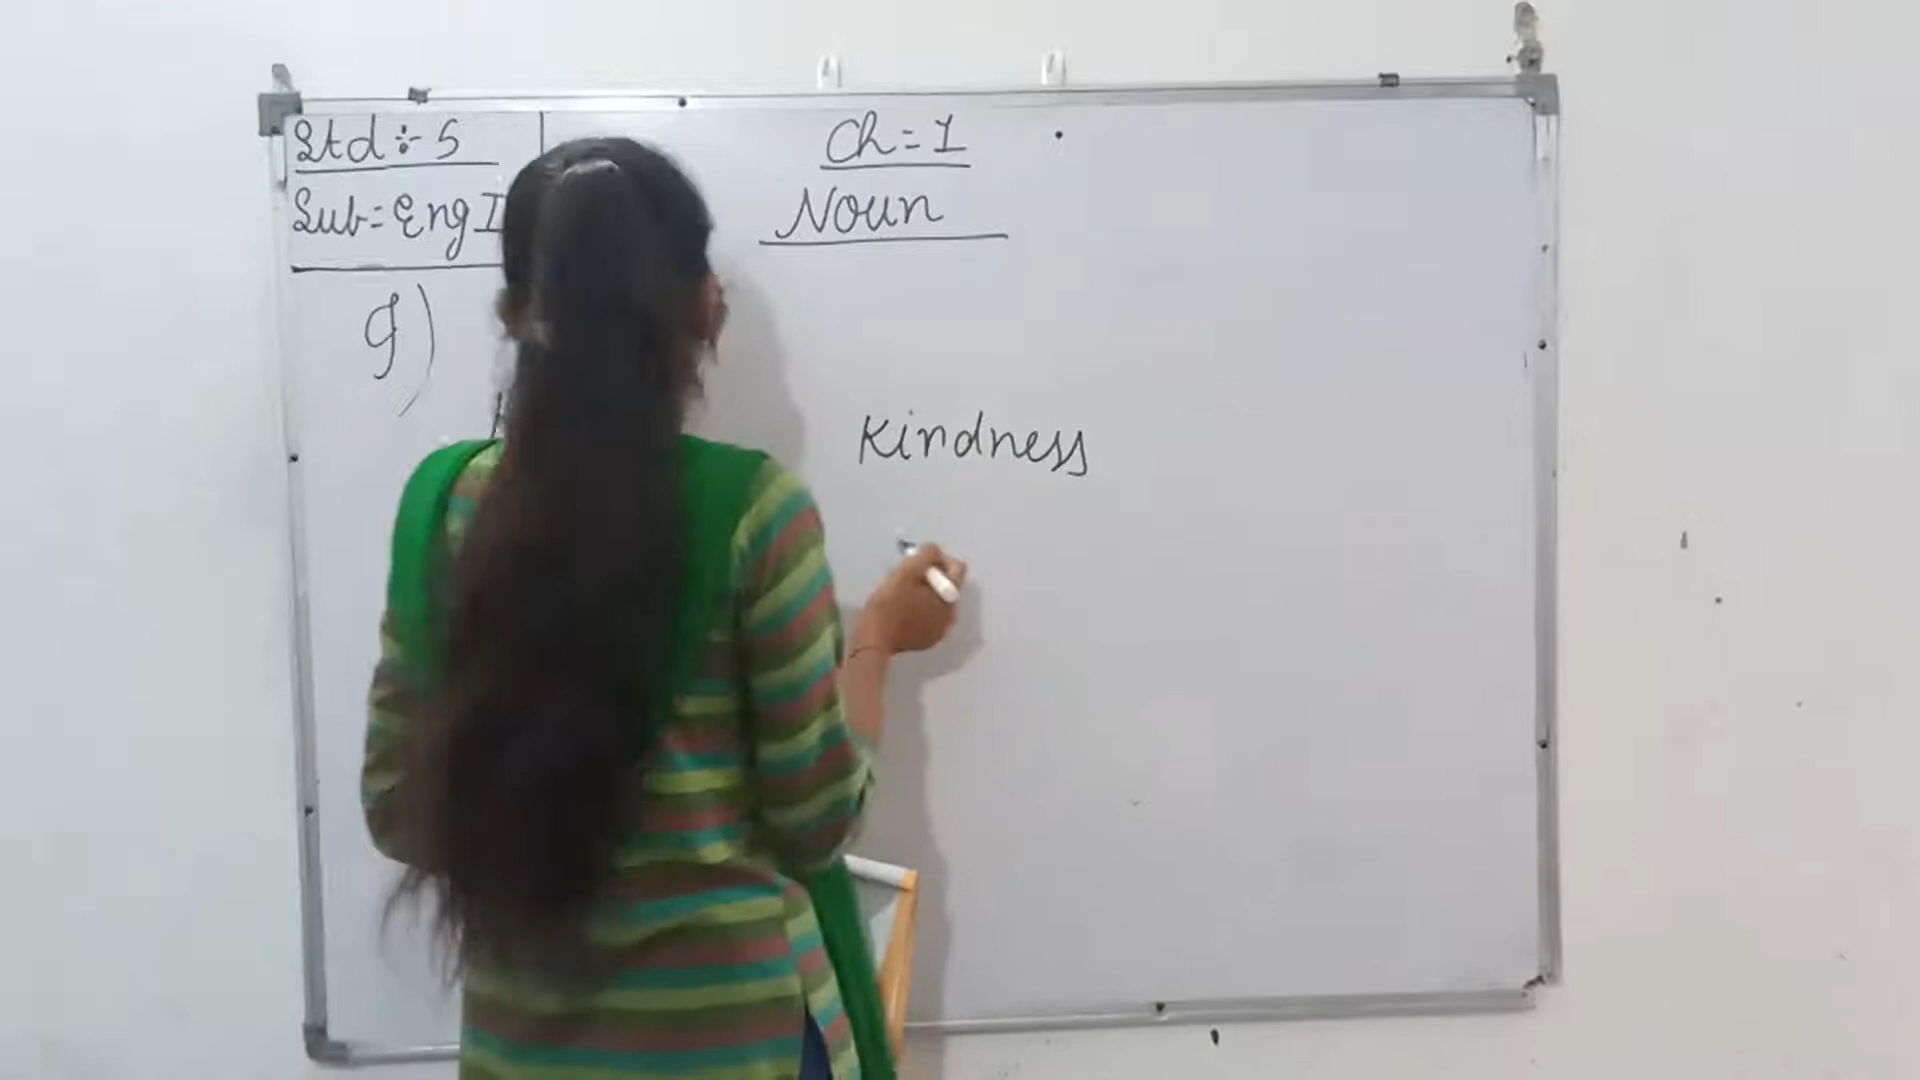 Std ÷ 5
Ch = 1
Sub = Eng I
Noun
g)
Kindness